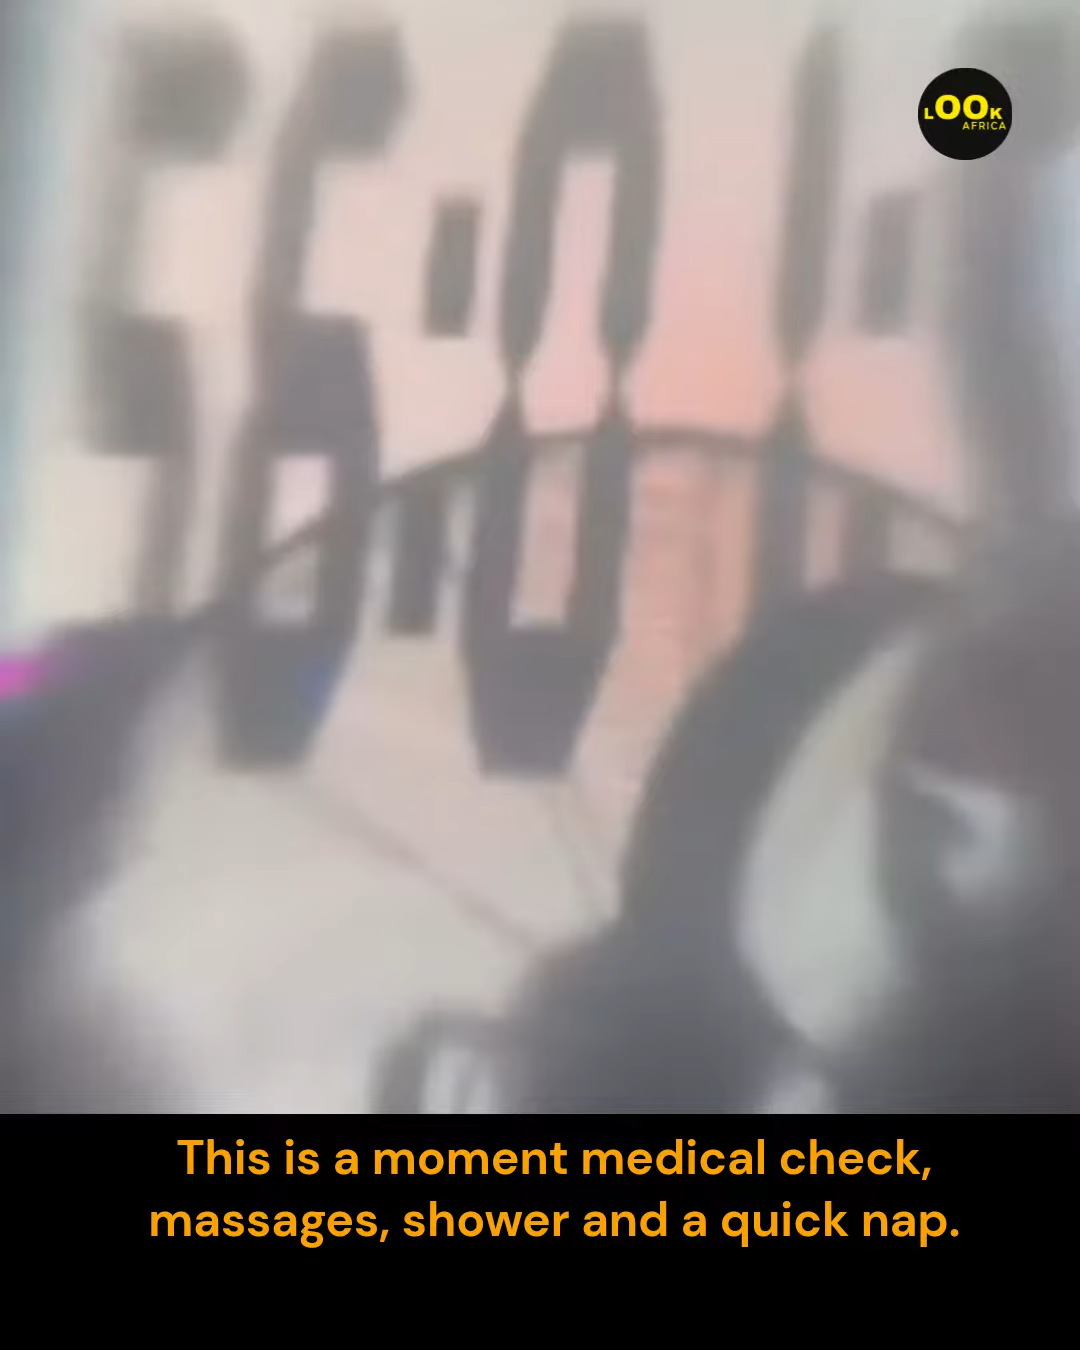 LOOK
AFRICA
This is a moment medical check,
massages, shower and a quick nap.